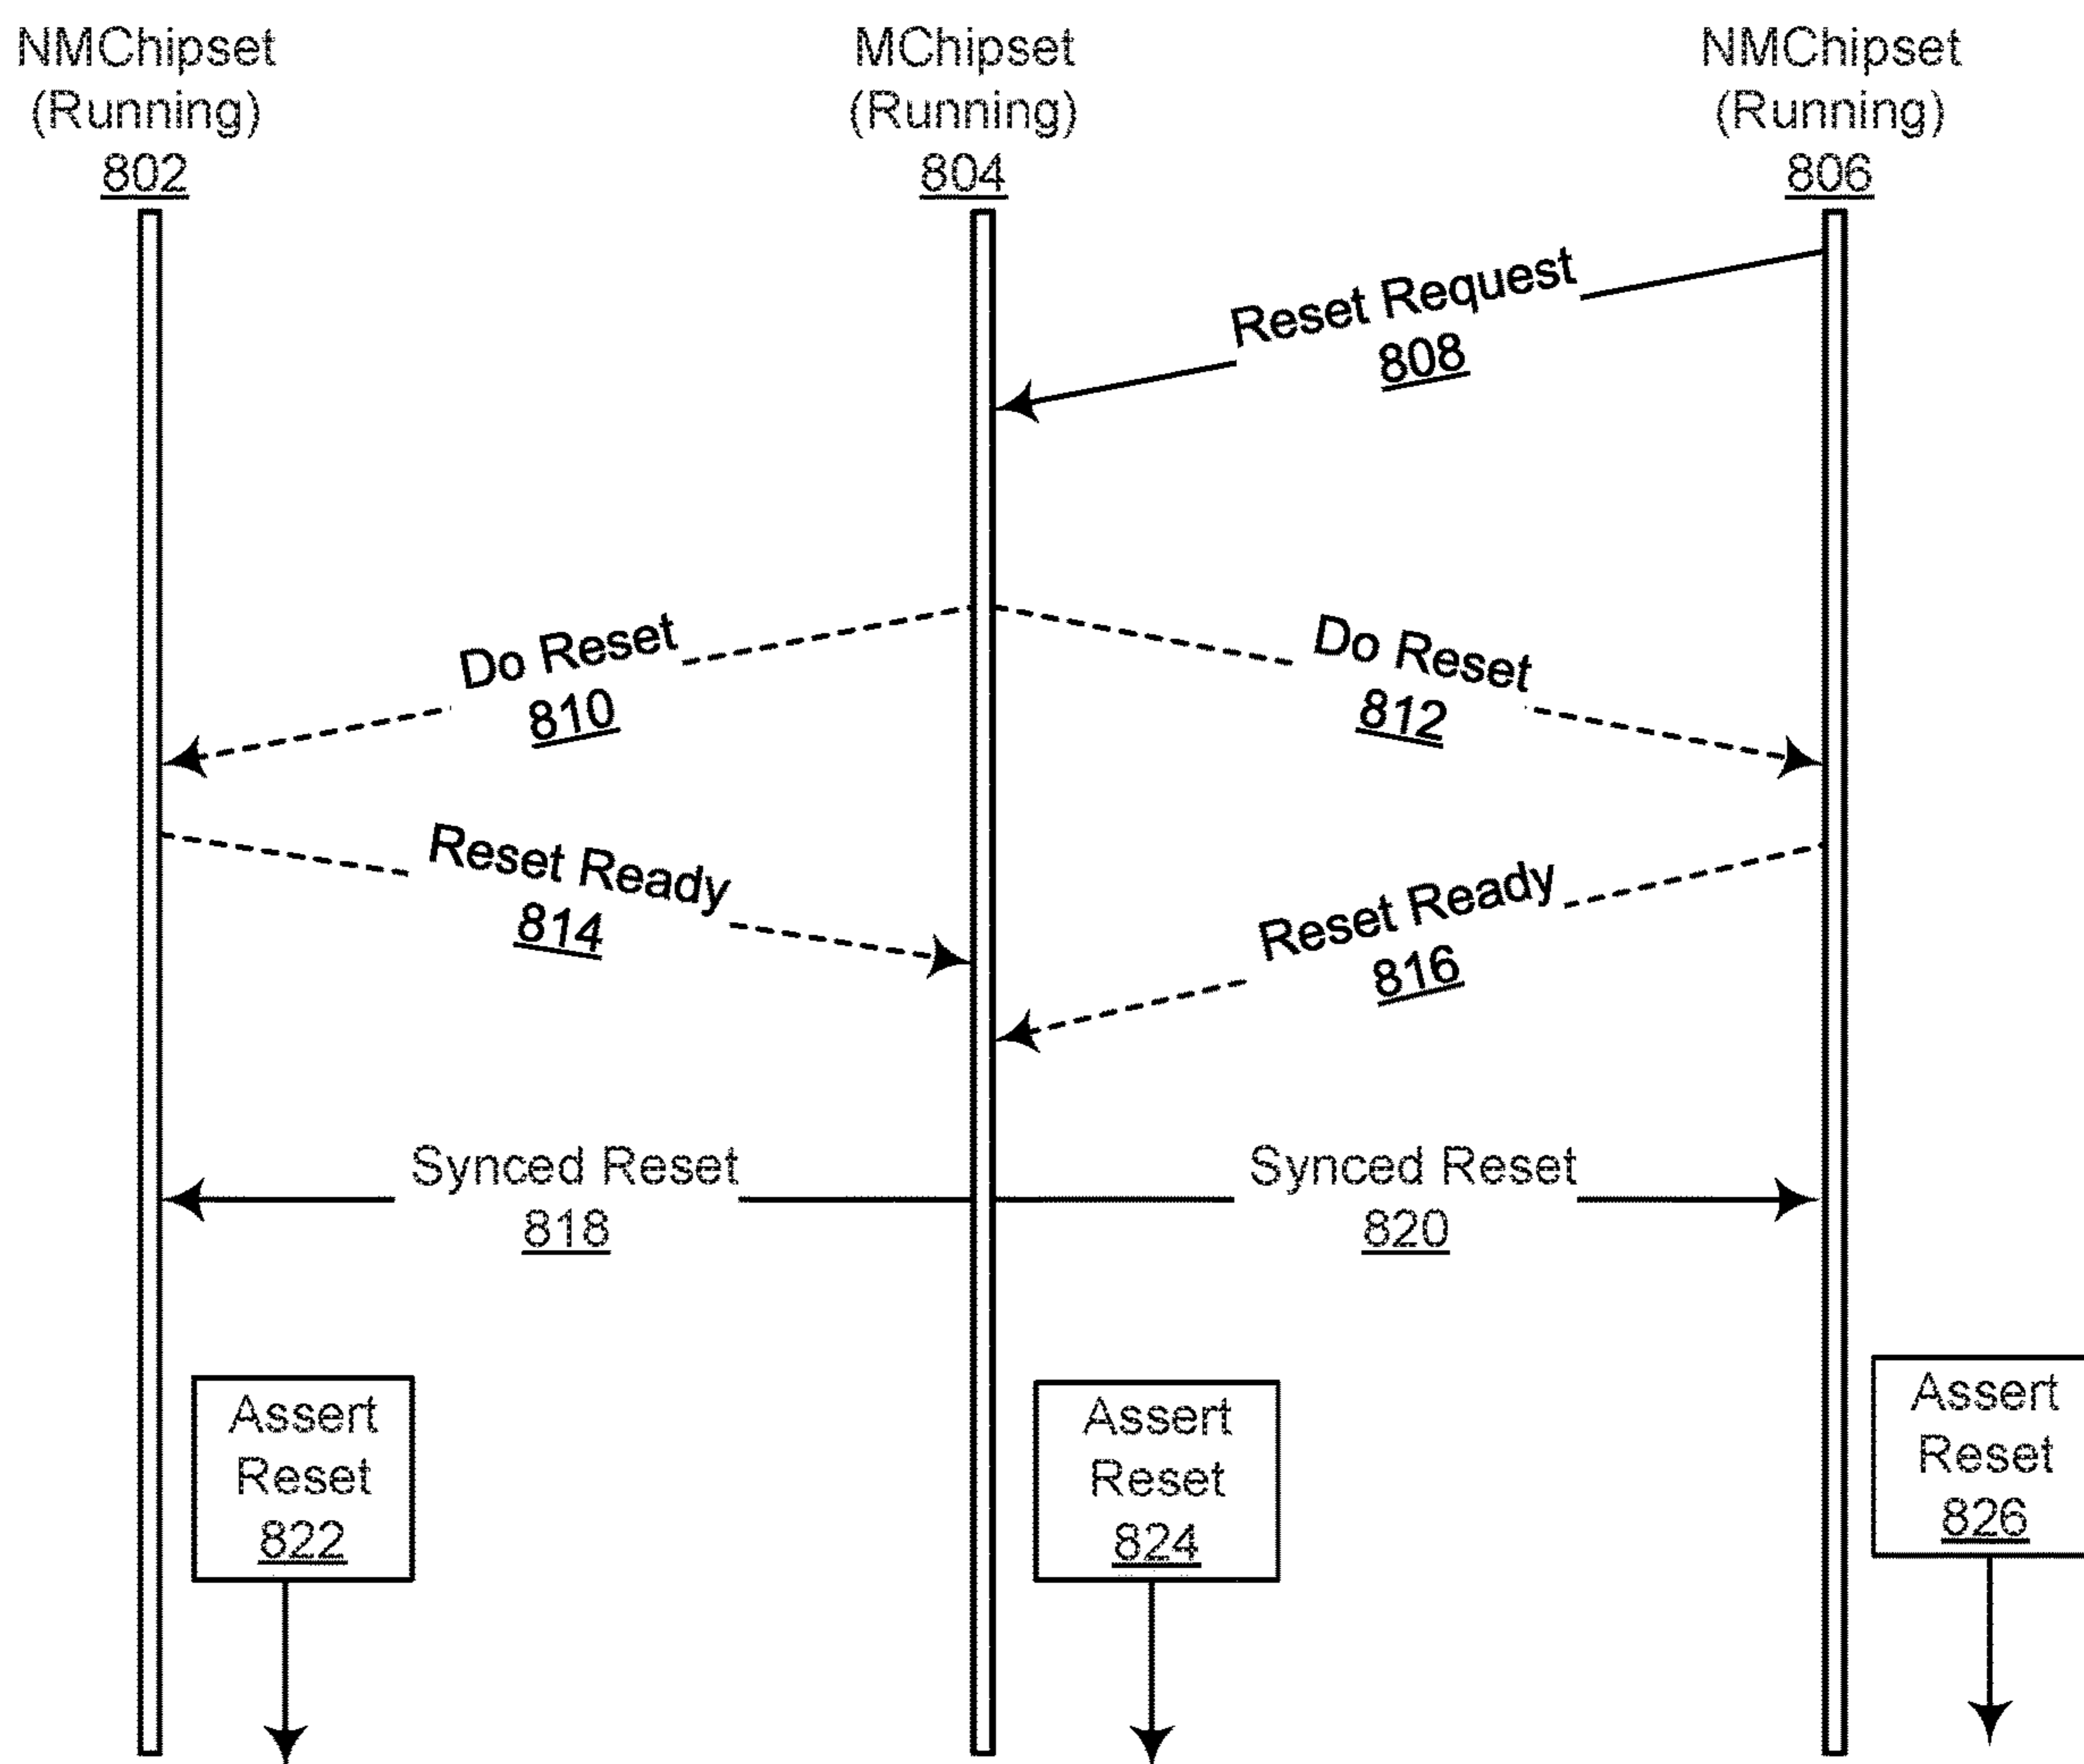 NMChipset
(Running)
802
MChipset
(Running)
804
NMChipset
(Running)
806
Reset Request
808
Do Reset
810
Do Reset
812
Reset Ready
814
Reset Ready
816
Synced Reset
818
Synced Reset
820
Assert
Reset
822
Assert
Reset
824
Assert
Reset
826